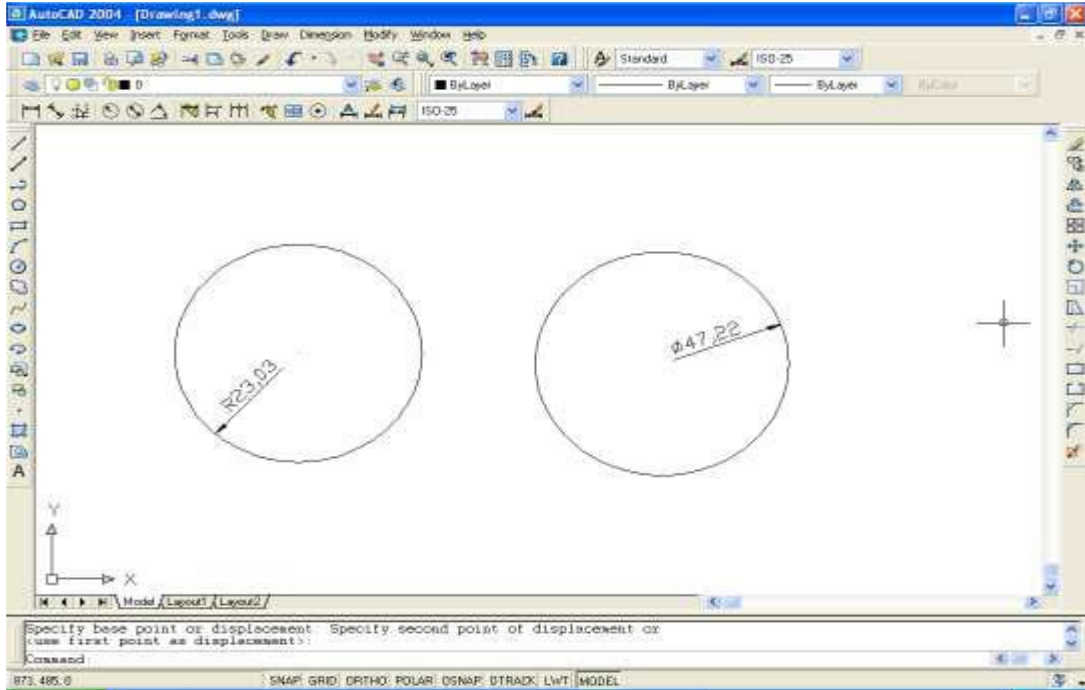 AutoCAD 2004 - [Drawing1.dwg]
File Edit View Insert Format Tools Draw Dimension Modify Window Help
Standard ISO-25
0 ByLayer ByLayer ByLayer ByColor
ISO-25
R23,03
ø47,22
Y
X
Model Layout1 Layout2
Specify base point or displacement: Specify second point of displacement or
<use first point as displacement>:
Command:
873, 485, 0 SNAP GRID ORTHO POLAR OSNAP OTRACK LWT MODEL